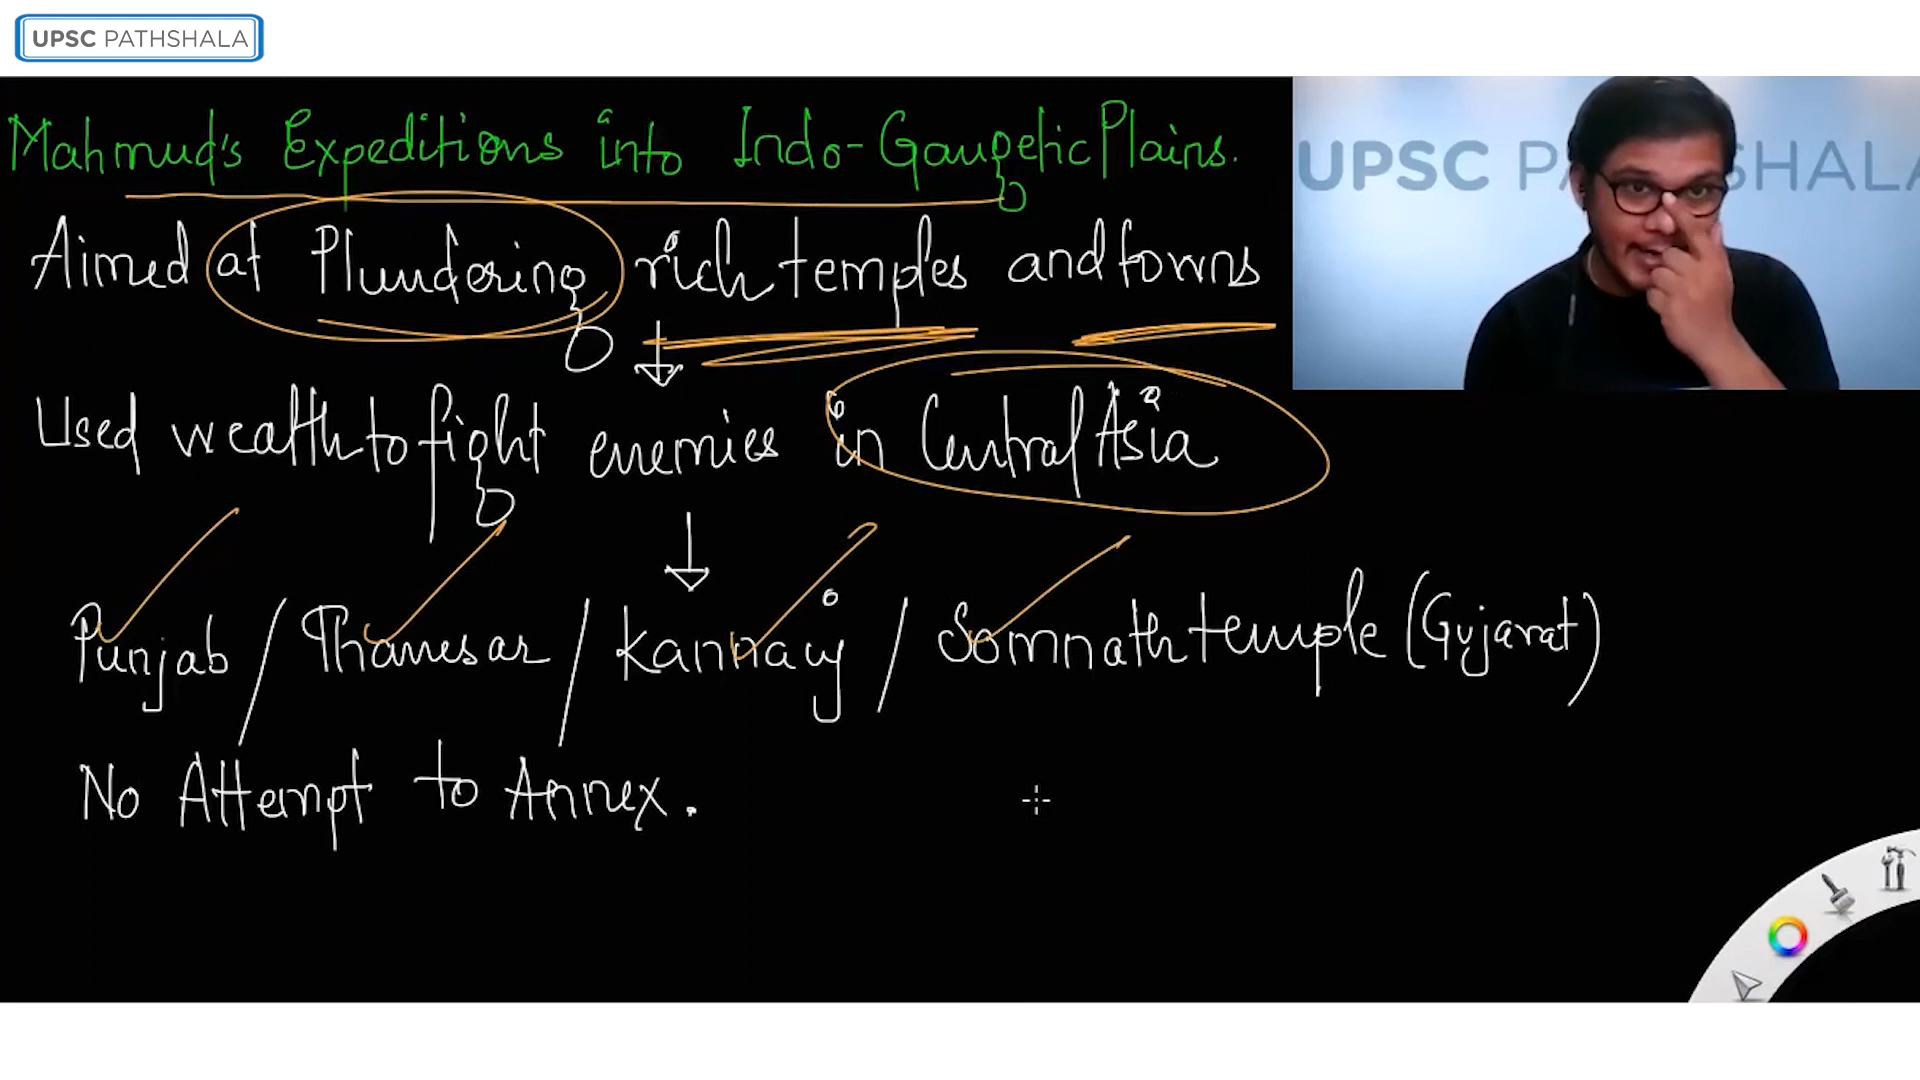 UPSC PATHSHALA
Mahmud's Expeditions into Indo-Gangetic Plains.
UPSC PATHSHALA
Aimed at Plundering rich temples and towns
Used wealth to fight enemies in Central Asia
Punjab / Thanesar / Kannauj / Somnath temple (Gujarat)
No Attempt to Annex.